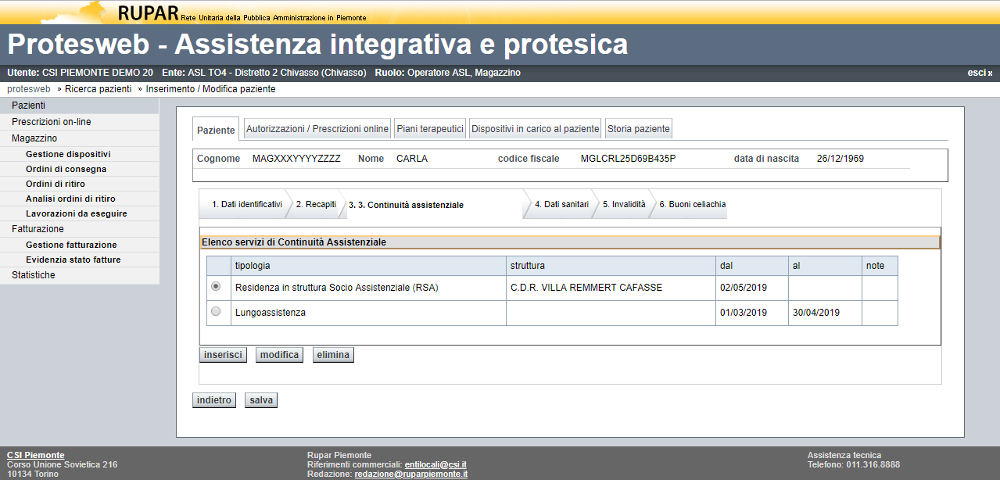 RUPAR Rete Unitaria della Pubblica Amministrazione in Piemonte
Protesweb - Assistenza integrativa e protesica
Utente: CSI PIEMONTE DEMO 20 Ente: ASL TO4 - Distretto 2 Chivasso (Chivasso) Ruolo: Operatore ASL, Magazzino esci x
protesweb » Ricerca pazienti » Inserimento / Modifica paziente
Pazienti
Prescrizioni on-line
Magazzino
Gestione dispositivi
Ordini di consegna
Ordini di ritiro
Analisi ordini di ritiro
Lavorazioni da eseguire
Fatturazione
Gestione fatturazione
Evidenzia stato fatture
Statistiche
Paziente Autorizzazioni / Prescrizioni online Piani terapeutici Dispositivi in carico al paziente Storia paziente
Cognome MAGXXXYYYYZZZZ Nome CARLA codice fiscale MGLCRL25D69B435P data di nascita 26/12/1969
1. Dati identificativi 2. Recapiti 3. 3. Continuità assistenziale 4. Dati sanitari 5. Invalidità 6. Buoni celiachia
Elenco servizi di Continuità Assistenziale
tipologia struttura dal al note
Residenza in struttura Socio Assistenziale (RSA) C.D.R. VILLA REMMERT CAFASSE 02/05/2019
Lungoassistenza 01/03/2019 30/04/2019
inserisci modifica elimina
indietro salva
CSI Piemonte
Corso Unione Sovietica 216
10134 Torino
Rupar Piemonte
Riferimenti commerciali: entilocali@csi.it
Redazione: redazione@ruparpiemonte.it
Assistenza tecnica
Telefono: 011.316.8888